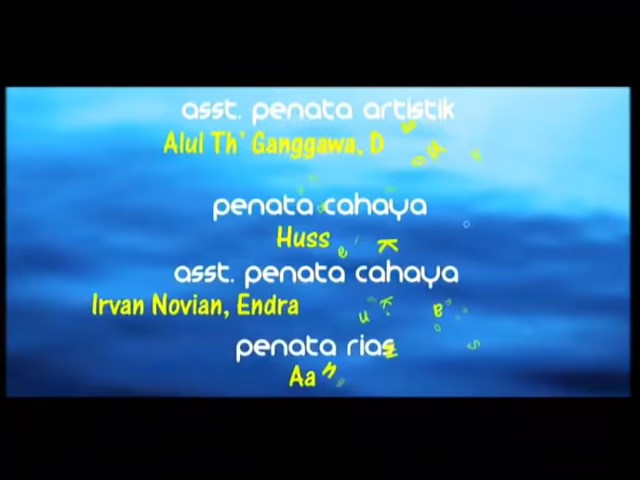 asst. penata artistik
Alul Th' Ganggawa, D
penata cahaya
Huss
asst. penata cahaya
Irvan Novian, Endra
penata rias
Aa